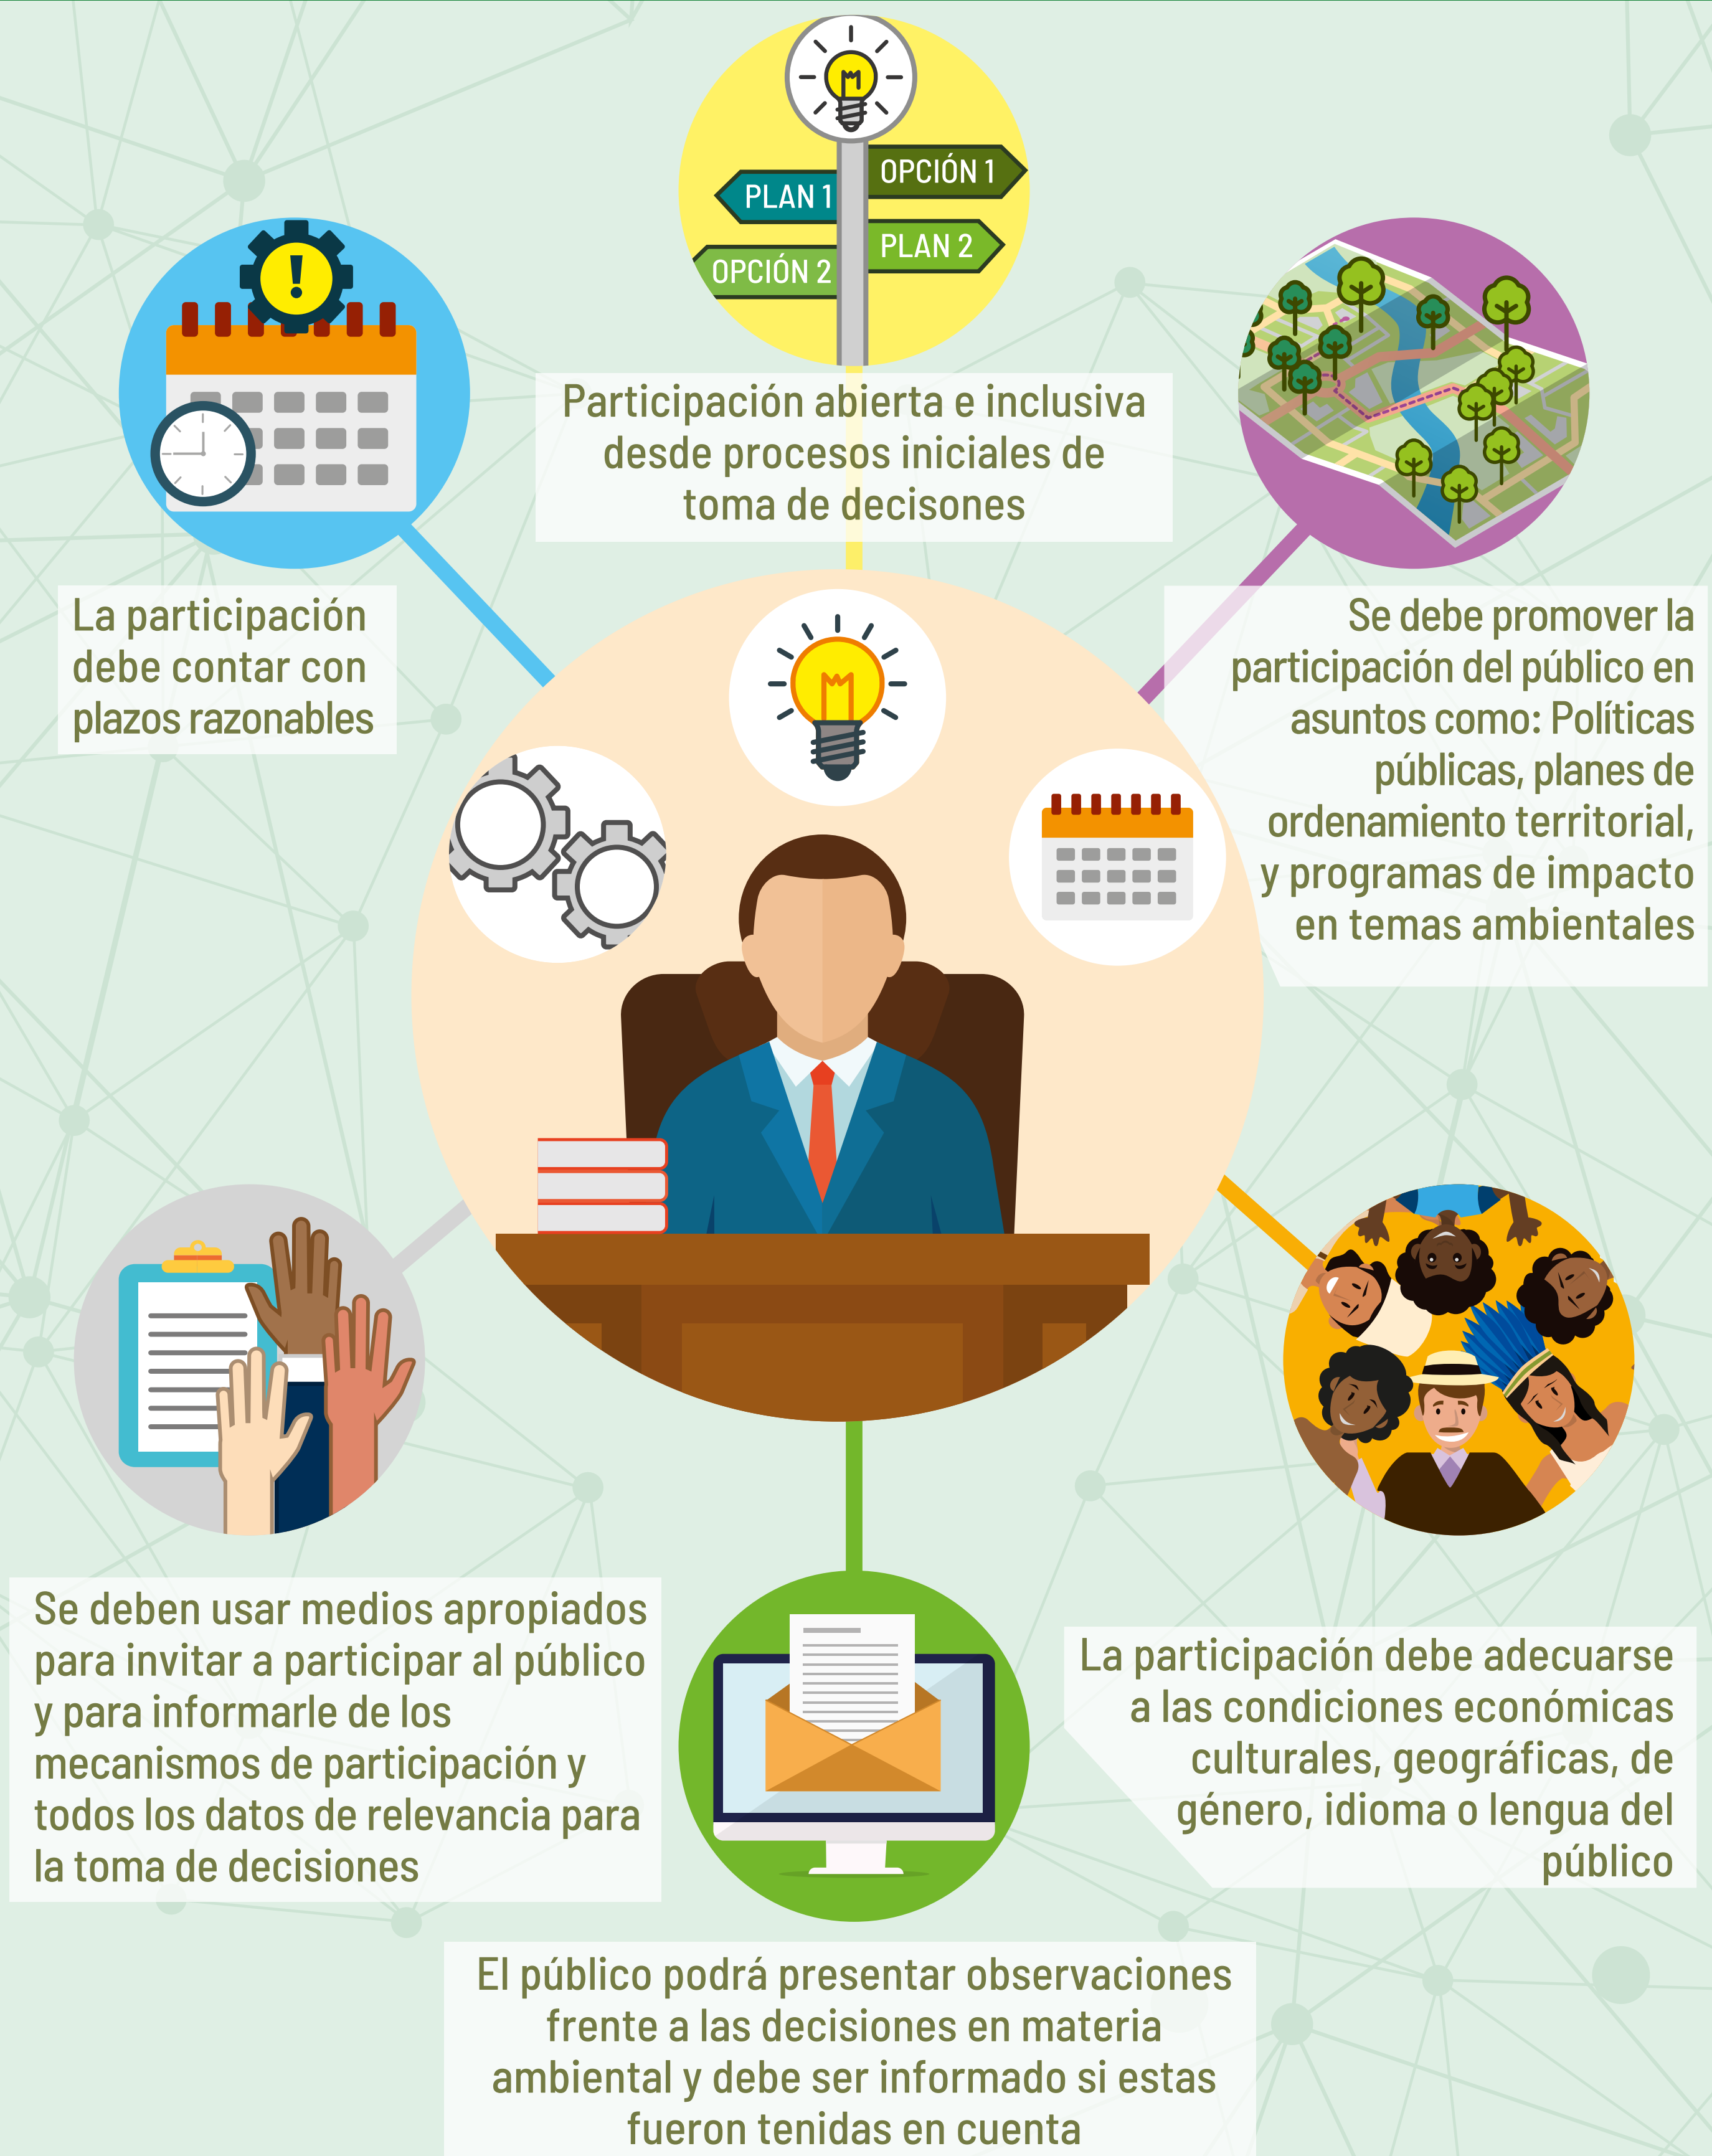 OPCIÓN 1
PLAN 1
PLAN 2
OPCIÓN 2
Participación abierta e inclusiva
desde procesos iniciales de
toma de decisones
La participación
debe contar con
plazos razonables
Se debe promover la
participación del público en
asuntos como: Políticas
públicas, planes de
ordenamiento territorial,
y programas de impacto
en temas ambientales
Se deben usar medios apropiados
para invitar a participar al público
y para informarle de los
mecanismos de participación y
todos los datos de relevancia para
la toma de decisiones
La participación debe adecuarse
a las condiciones económicas
culturales, geográficas, de
género, idioma o lengua del
público
El público podrá presentar observaciones
frente a las decisiones en materia
ambiental y debe ser informado si estas
fueron tenidas en cuenta